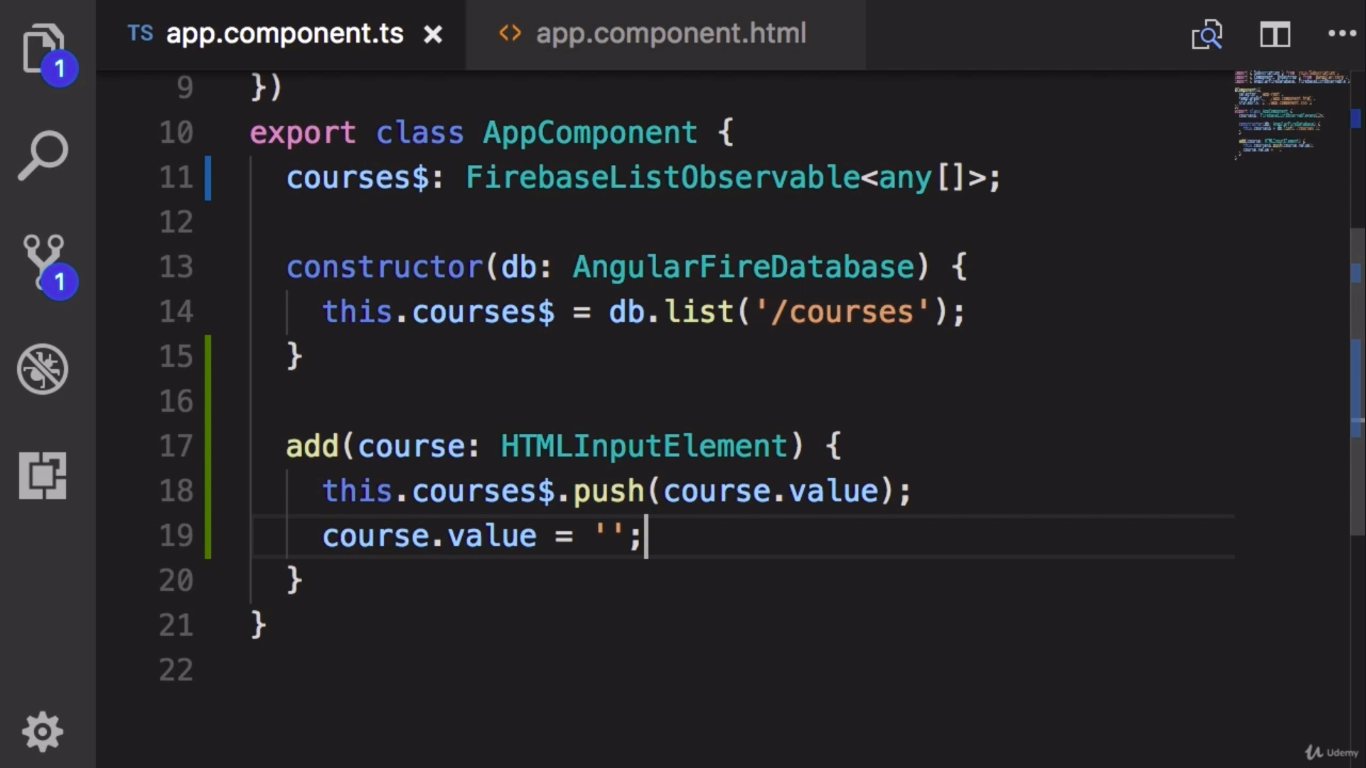 TS app.component.ts × <> app.component.html
1
1
9 })
10 export class AppComponent {
11 courses$: FirebaseListObservable<any[]>;
12
13 constructor(db: AngularFireDatabase) {
14 this.courses$ = db.list('/courses');
15 }
16
17 add(course: HTMLInputElement) {
18 this.courses$.push(course.value);
19 course.value = '';
20 }
21 }
22
Udemy